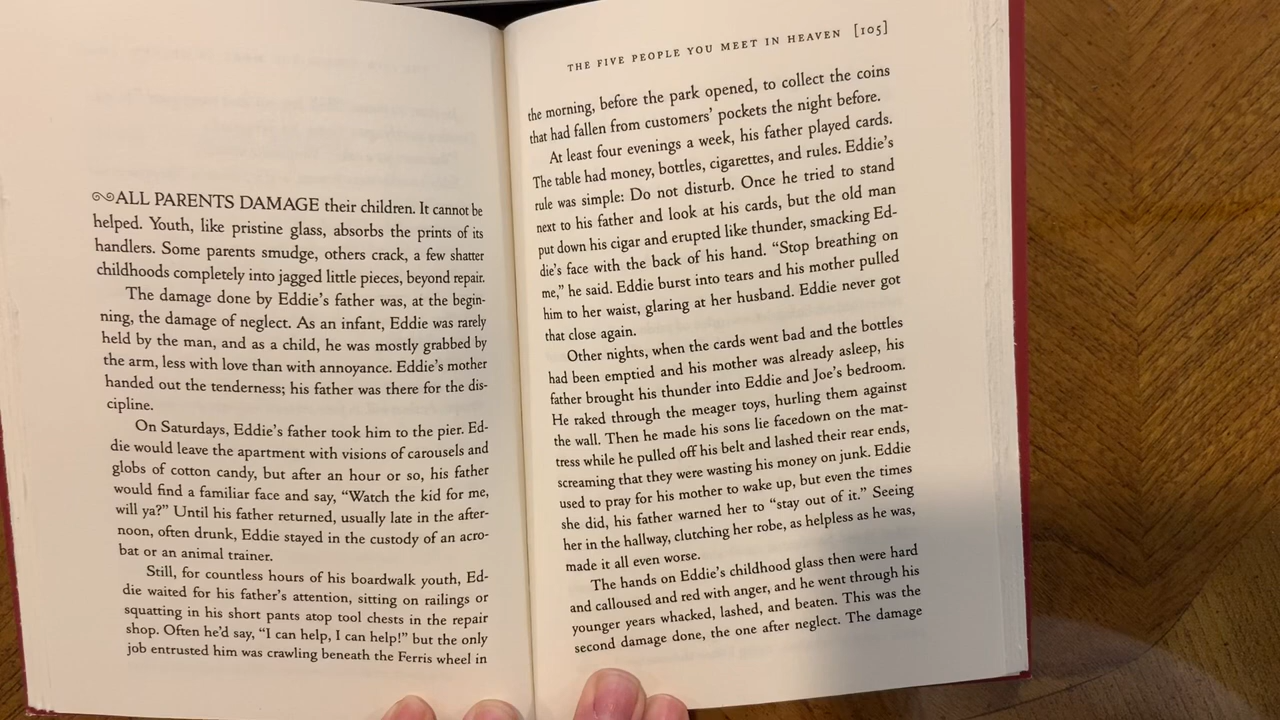 ALL PARENTS DAMAGE their children. It cannot be
helped. Youth, like pristine glass, absorbs the prints of its
handlers. Some parents smudge, others crack, a few shatter
childhoods completely into jagged little pieces, beyond repair.
The damage done by Eddie's father was, at the begin-
ning, the damage of neglect. As an infant, Eddie was rarely
held by the man, and as a child, he was mostly grabbed by
the arm, less with love than with annoyance. Eddie's mother
handed out the tenderness; his father was there for the dis-
cipline.
On Saturdays, Eddie's father took him to the pier. Ed-
die would leave the apartment with visions of carousels and
globs of cotton candy, but after an hour or so, his father
would find a familiar face and say, “Watch the kid for me,
will ya?” Until his father returned, usually late in the after-
noon, often drunk, Eddie stayed in the custody of an acro-
bat or an animal trainer.
Still, for countless hours of his boardwalk youth, Ed-
die waited for his father's attention, sitting on railings or
squatting in his short pants atop tool chests in the repair
shop. Often he'd say, “I can help, I can help!” but the only
job entrusted him was crawling beneath the Ferris wheel in
THE FIVE PEOPLE YOU MEET IN HEAVEN [105]
the morning, before the park opened, to collect the coins
that had fallen from customers' pockets the night before.
At least four evenings a week, his father played cards.
The table had money, bottles, cigarettes, and rules. Eddie's
rule was simple: Do not disturb. Once he tried to stand
next to his father and look at his cards, but the old man
put down his cigar and erupted like thunder, smacking Ed-
die's face with the back of his hand. “Stop breathing on
me,” he said. Eddie burst into tears and his mother pulled
him to her waist, glaring at her husband. Eddie never got
that close again.
Other nights, when the cards went bad and the bottles
had been emptied and his mother was already asleep, his
father brought his thunder into Eddie and Joe's bedroom.
He raked through the meager toys, hurling them against
the wall. Then he made his sons lie facedown on the mat-
tress while he pulled off his belt and lashed their rear ends,
screaming that they were wasting his money on junk. Eddie
used to pray for his mother to wake up, but even the times
she did, his father warned her to “stay out of it.” Seeing
her in the hallway, clutching her robe, as helpless as he was,
made it all even worse.
The hands on Eddie's childhood glass then were hard
and calloused and red with anger, and he went through his
younger years whacked, lashed, and beaten. This was the
second damage done, the one after neglect. The damage